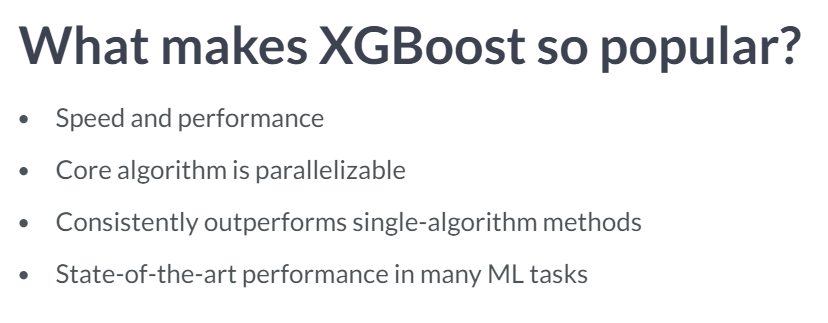 What makes XGBoost so popular?
• Speed and performance
• Core algorithm is parallelizable
• Consistently outperforms single-algorithm methods
• State-of-the-art performance in many ML tasks